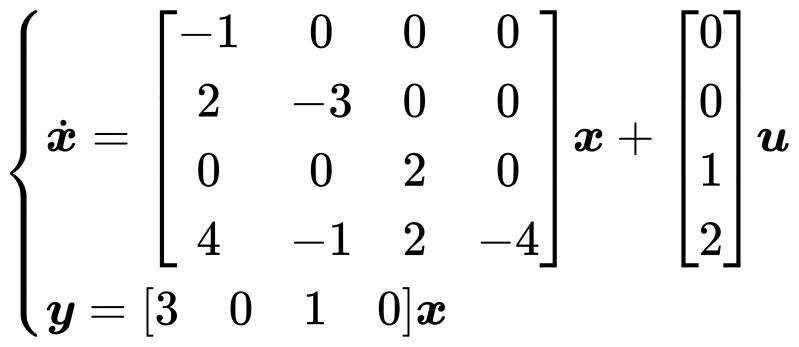 ẋ = [−1 0 0 0; 2 −3 0 0; 0 0 2 0; 4 −1 2 −4] x + [0; 0; 1; 2] u
y = [3 0 1 0]x